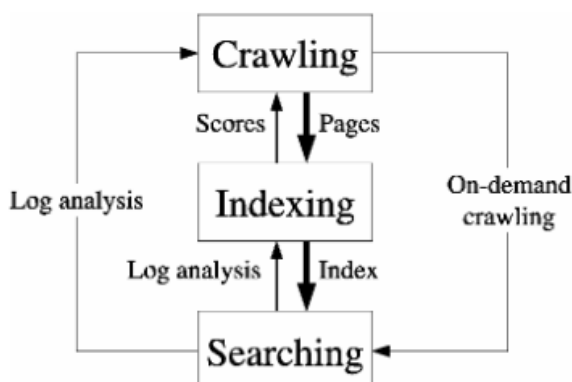 Crawling
Scores
Pages
Log analysis
Indexing
On-demand
crawling
Log analysis
Index
Searching